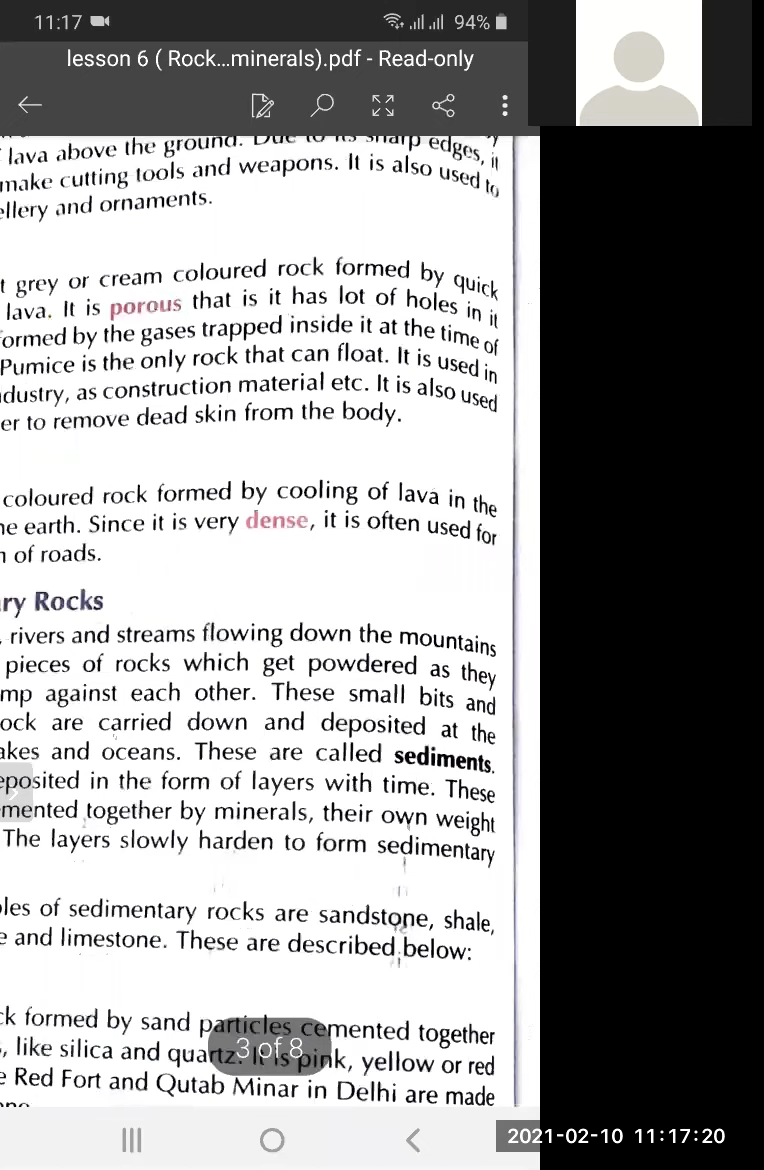 11:17 94%
lesson 6 ( Rock...minerals).pdf - Read-only
lava above the ground. Due to its sharp edges, it
make cutting tools and weapons. It is also used to
ellery and ornaments.
t grey or cream coloured rock formed by quick
lava. It is porous that is it has lot of holes in it
ormed by the gases trapped inside it at the time of
Pumice is the only rock that can float. It is used in
dustry, as construction material etc. It is also used
er to remove dead skin from the body.
coloured rock formed by cooling of lava in the
he earth. Since it is very dense, it is often used for
n of roads.
ry Rocks
, rivers and streams flowing down the mountains
pieces of rocks which get powdered as they
mp against each other. These small bits and
ock are carried down and deposited at the
akes and oceans. These are called sediments.
eposited in the form of layers with time. These
mented together by minerals, their own weight
The layers slowly harden to form sedimentary
les of sedimentary rocks are sandstone, shale,
e and limestone. These are described below:
ck formed by sand particles cemented together
, like silica and quartz. It is pink, yellow or red
3 of 8
e Red Fort and Qutab Minar in Delhi are made
2021-02-10 11:17:20